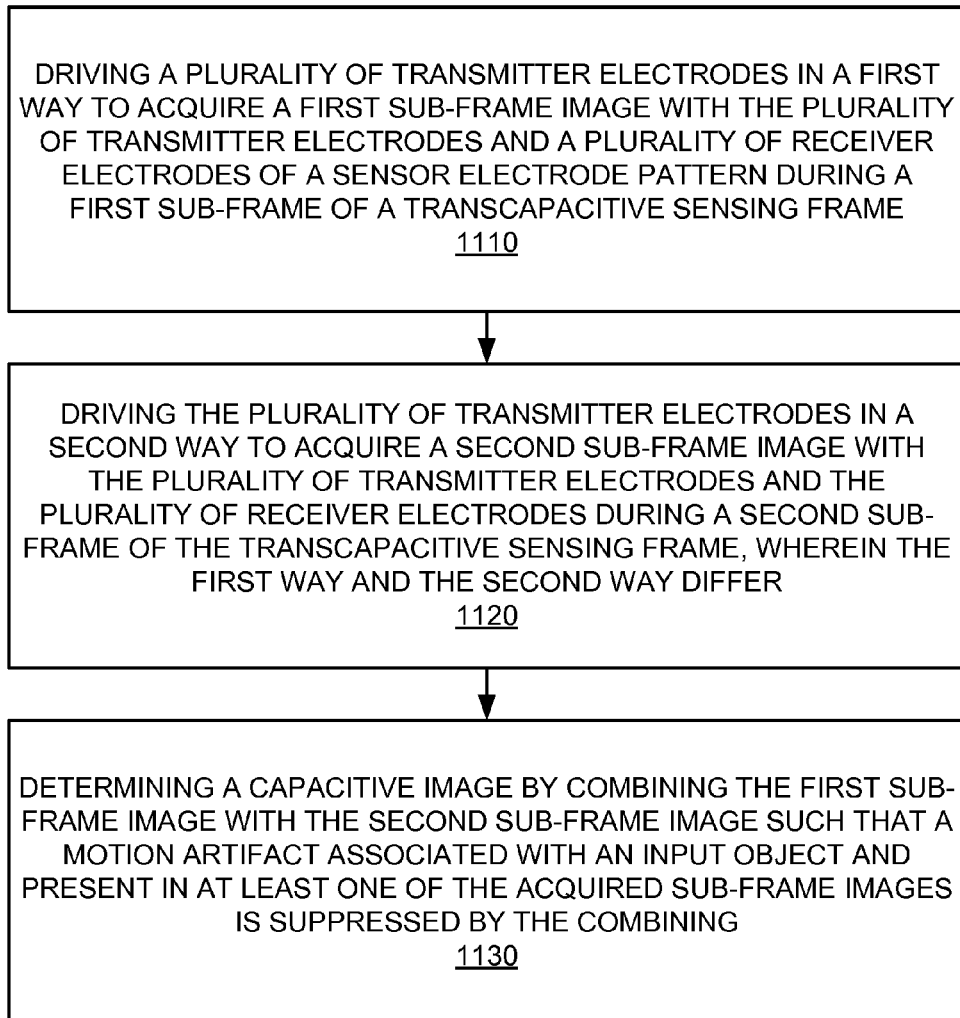 DRIVING A PLURALITY OF TRANSMITTER ELECTRODES IN A FIRST
WAY TO ACQUIRE A FIRST SUB-FRAME IMAGE WITH THE PLURALITY
OF TRANSMITTER ELECTRODES AND A PLURALITY OF RECEIVER
ELECTRODES OF A SENSOR ELECTRODE PATTERN DURING A
FIRST SUB-FRAME OF A TRANSCAPACITIVE SENSING FRAME
1110
DRIVING THE PLURALITY OF TRANSMITTER ELECTRODES IN A
SECOND WAY TO ACQUIRE A SECOND SUB-FRAME IMAGE WITH
THE PLURALITY OF TRANSMITTER ELECTRODES AND THE
PLURALITY OF RECEIVER ELECTRODES DURING A SECOND SUB-
FRAME OF THE TRANSCAPACITIVE SENSING FRAME, WHEREIN THE
FIRST WAY AND THE SECOND WAY DIFFER
1120
DETERMINING A CAPACITIVE IMAGE BY COMBINING THE FIRST SUB-
FRAME IMAGE WITH THE SECOND SUB-FRAME IMAGE SUCH THAT A
MOTION ARTIFACT ASSOCIATED WITH AN INPUT OBJECT AND
PRESENT IN AT LEAST ONE OF THE ACQUIRED SUB-FRAME IMAGES
IS SUPPRESSED BY THE COMBINING
1130